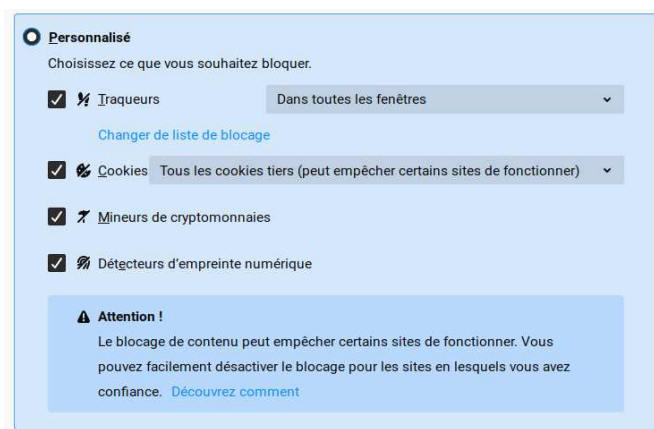 Personnalisé
Choisissez ce que vous souhaitez bloquer.
Traqueurs Dans toutes les fenêtres
Changer de liste de blocage
Cookies Tous les cookies tiers (peut empêcher certains sites de fonctionner)
Mineurs de cryptomonnaies
Détecteurs d'empreinte numérique
Attention !
Le blocage de contenu peut empêcher certains sites de fonctionner. Vous
pouvez facilement désactiver le blocage pour les sites en lesquels vous avez
confiance. Découvrez comment